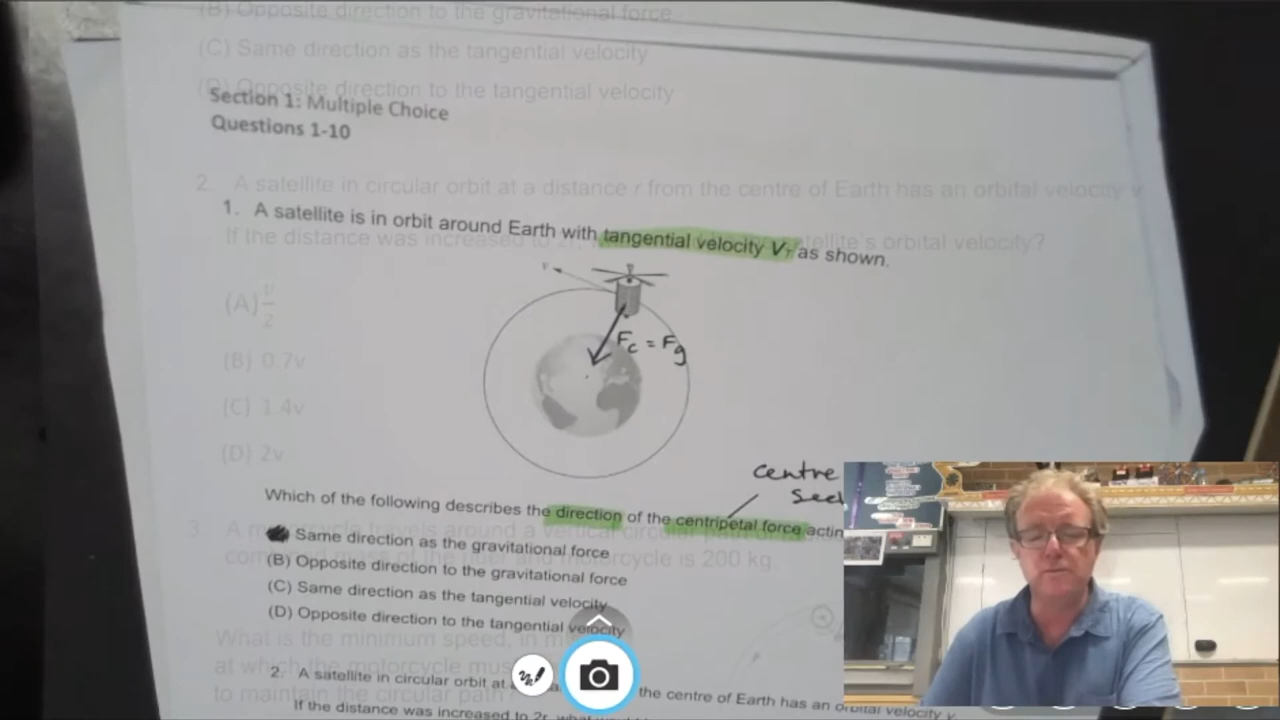 (B) Opposite direction to the gravitational force
(C) Same direction as the tangential velocity
(D) Opposite direction to the tangential velocity
Section 1: Multiple Choice
Questions 1-10
2. A satellite in circular orbit at a distance r from the centre of Earth has an orbital velocity v
1. A satellite is in orbit around Earth with tangential velocity VT as shown.
If the distance was increased to 2r, satellite's orbital velocity?
(A) v/2
(B) 0.7v
(C) 1.4v
(D) 2v
Fc = Fg
centre
Which of the following describes the direction of the centripetal force
3. A motorcycle travels around a vertical circular
Same direction as the gravitational force
motorcycle is 200 kg.
(B) Opposite direction to the gravitational force
(C) Same direction as the tangential velocity
(D) Opposite direction to the tangential velocity
What is the minimum speed, in
at which the motorcycle
to maintain the circular path
2. A satellite in circular orbit at the centre of Earth has an orbital velocity v
If the distance was increased to 2r, what